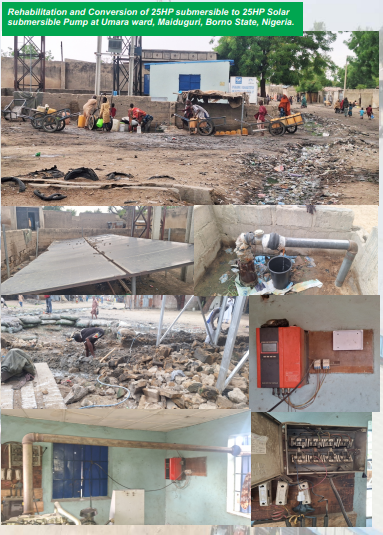 Rehabilitation and Conversion of 25HP submersible to 25HP Solar
submersible Pump at Umara ward, Maiduguri, Borno State, Nigeria.